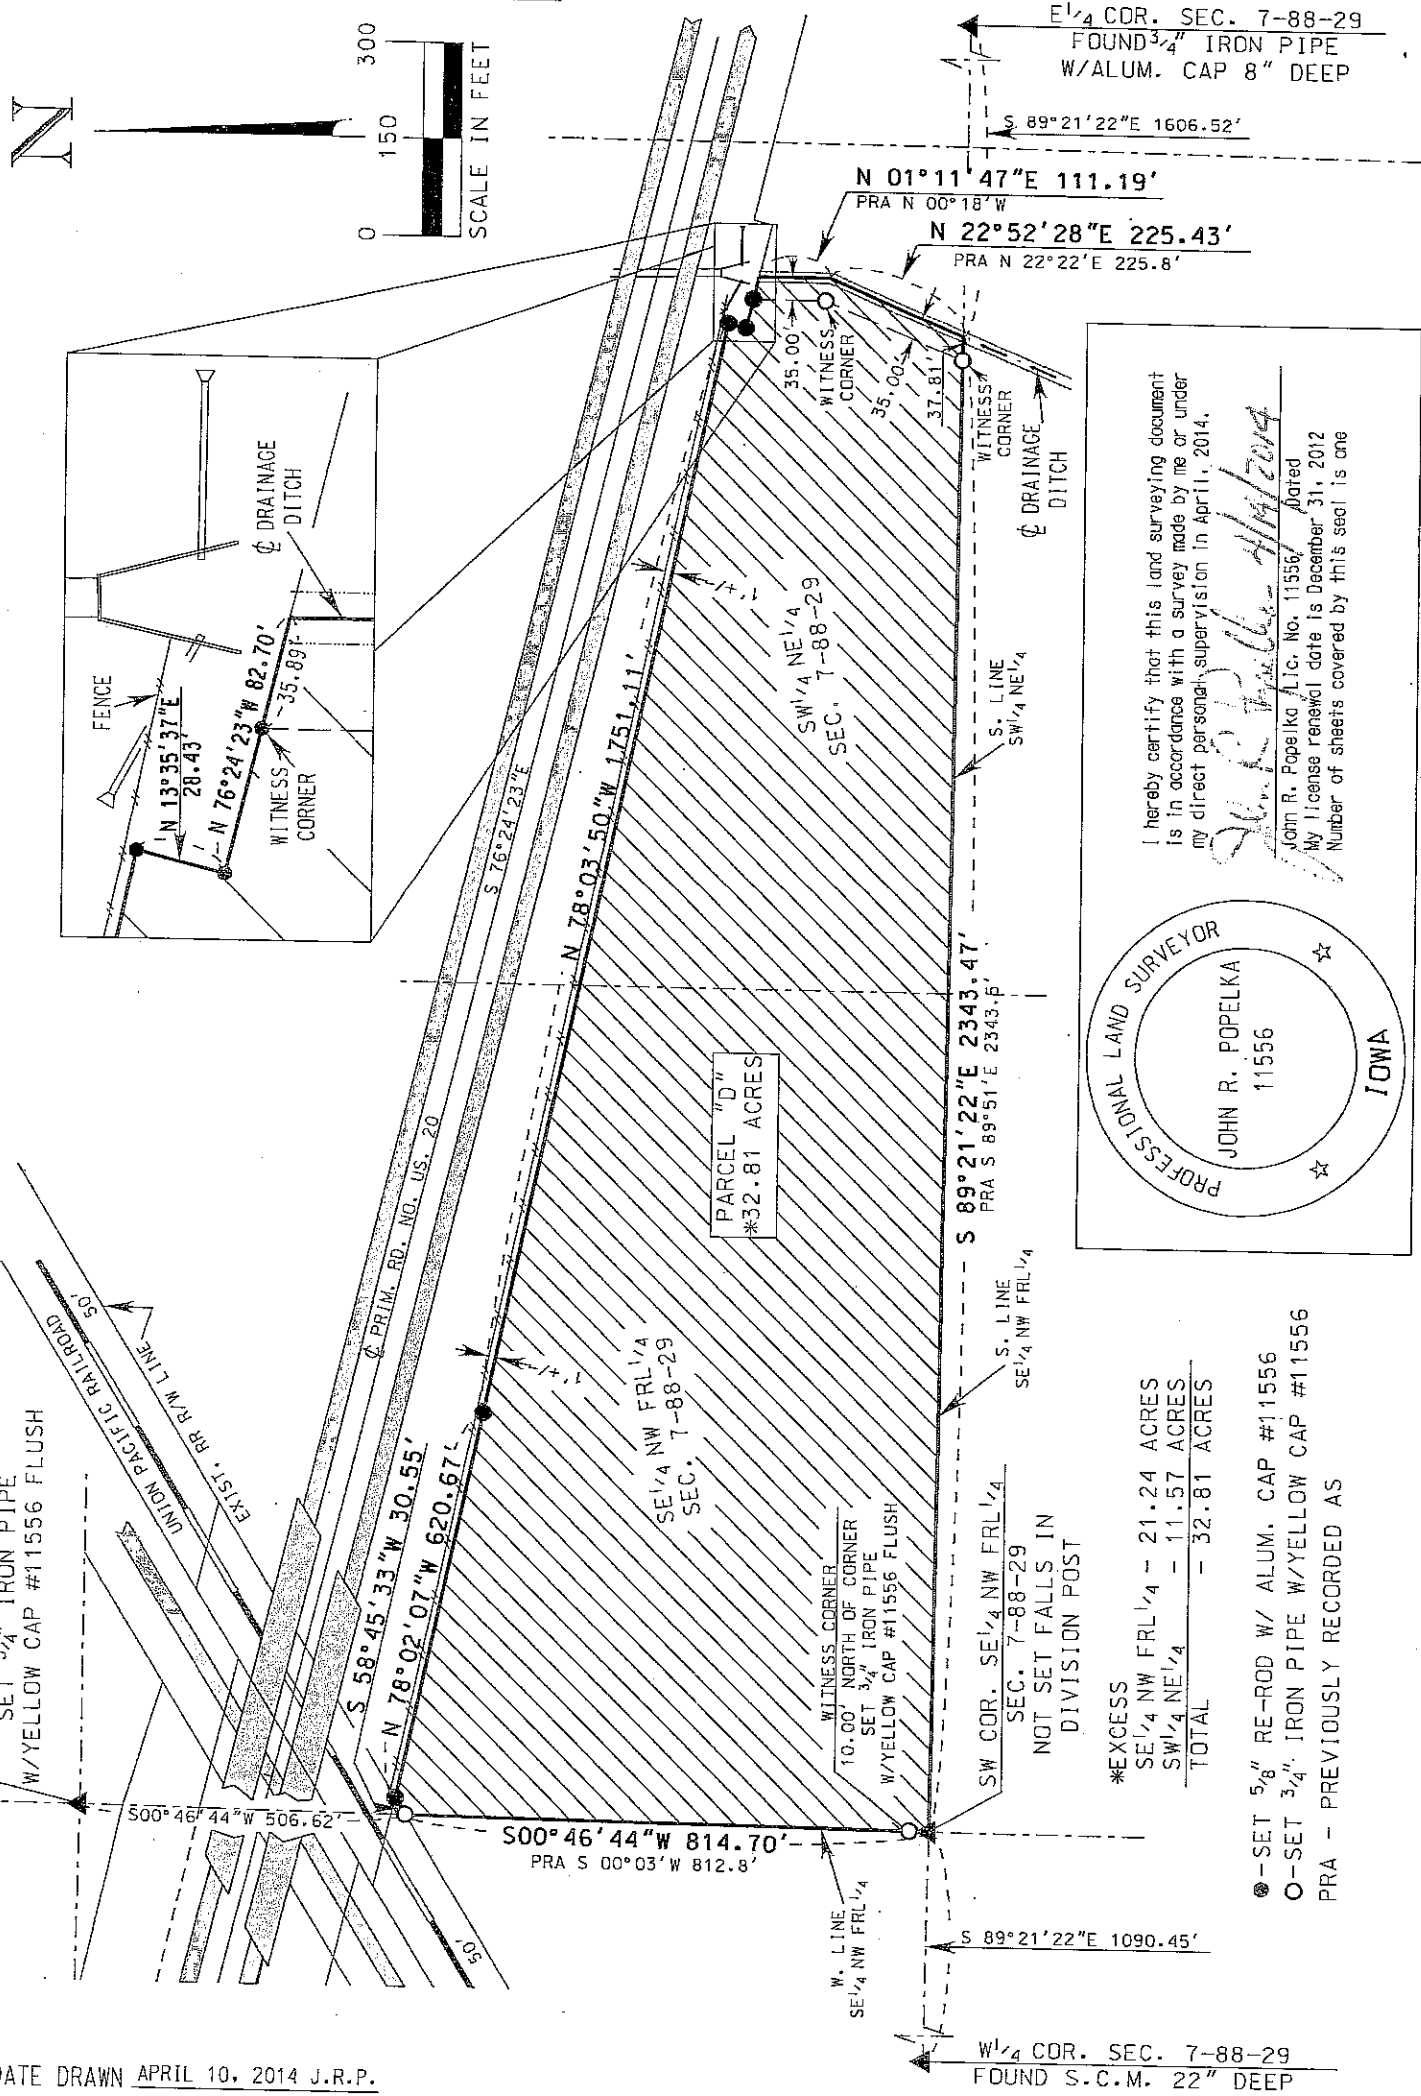 SET 3/4" IRON PIPE
W/YELLOW CAP #11556 FLUSH
N
0 150 300
SCALE IN FEET
UNION PACIFIC RAILROAD
EXIST. RR R/W LINE
50'
50'
FENCE
N 13°35'37"E
28.43'
N 76°24'23"W 82.70'
35.89'
WITNESS
CORNER
℄ DRAINAGE
DITCH
E1/4 COR. SEC. 7-88-29
FOUND 3/4" IRON PIPE
W/ALUM. CAP 8" DEEP
S 89°21'22"E 1606.52'
N 01°11'47"E 111.19'
PRA N 00°18'W
N 22°52'28"E 225.43'
PRA N 22°22'E 225.8'
35.00'
WITNESS
CORNER
35.00'
37.81'
WITNESS
CORNER
℄ DRAINAGE
DITCH
℄ PRIM. RD. NO. US. 20
S 76°24'23"E
S00°46'44"W 506.62'
S 58°45'33"W 30.55'
N 78°02'07"W 620.67'
N 78°03'50"W 1751.11'
1'+/-
1'+/-
SE1/4 NW FRL1/4
SEC. 7-88-29
SW1/4 NE1/4
SEC. 7-88-29
PARCEL "D"
*32.81 ACRES
S00°46'44"W 814.70'
PRA S 00°03'W 812.8'
W. LINE
SE1/4 NW FRL1/4
WITNESS CORNER
10.00' NORTH OF CORNER
SET 3/4" IRON PIPE
W/YELLOW CAP #11556 FLUSH
S. LINE
SE1/4 NW FRL1/4
S. LINE
SW1/4 NE1/4
S 89°21'22"E 2343.47'
PRA S 89°51'E 2343.5'
SW COR. SE1/4 NW FRL1/4
SEC. 7-88-29
NOT SET FALLS IN
DIVISION POST
S 89°21'22"E 1090.45'
W1/4 COR. SEC. 7-88-29
FOUND S.C.M. 22" DEEP
*EXCESS
SE1/4 NW FRL1/4 - 21.24 ACRES
SW1/4 NE1/4 - 11.57 ACRES
TOTAL - 32.81 ACRES
●-SET 5/8" RE-ROD W/ ALUM. CAP #11556
O-SET 3/4" IRON PIPE W/YELLOW CAP #11556
PRA - PREVIOUSLY RECORDED AS
PROFESSIONAL LAND SURVEYOR
JOHN R. POPELKA
11556
IOWA
I hereby certify that this land surveying document
is in accordance with a survey made by me or under
my direct personal supervision in April, 2014.
4/14/2014
John R. Popelka Lic. No. 11556 Dated
My license renewal date is December 31, 2012
Number of sheets covered by this seal is one
DATE DRAWN APRIL 10, 2014 J.R.P.